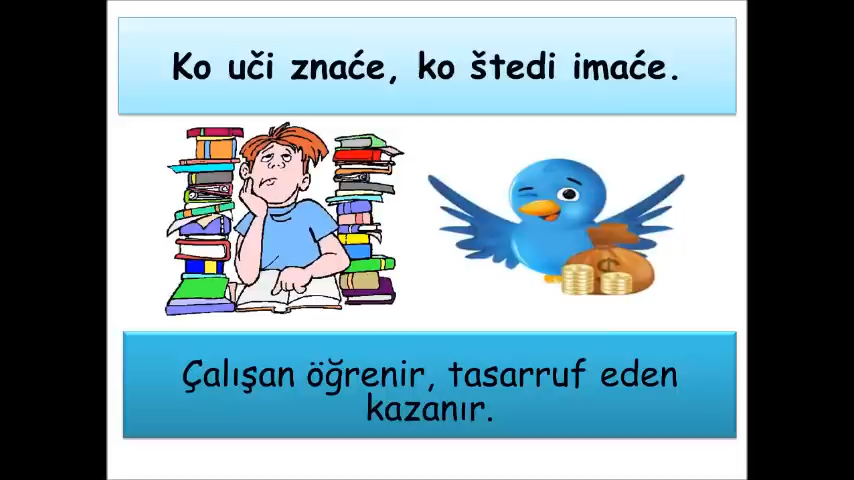 Ko uči znaće, ko štedi imaće.
Çalışan öğrenir, tasarruf eden
kazanır.